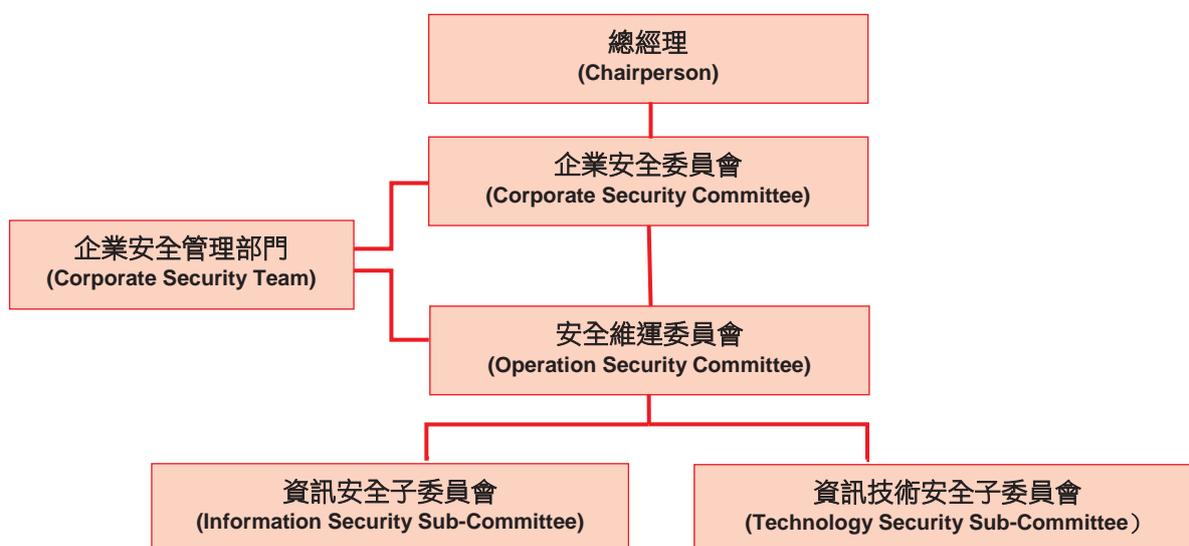 總經理
(Chairperson)
企業安全委員會
(Corporate Security Committee)
企業安全管理部門
(Corporate Security Team)
安全維運委員會
(Operation Security Committee)
資訊安全子委員會
(Information Security Sub-Committee)
資訊技術安全子委員會
(Technology Security Sub-Committee）